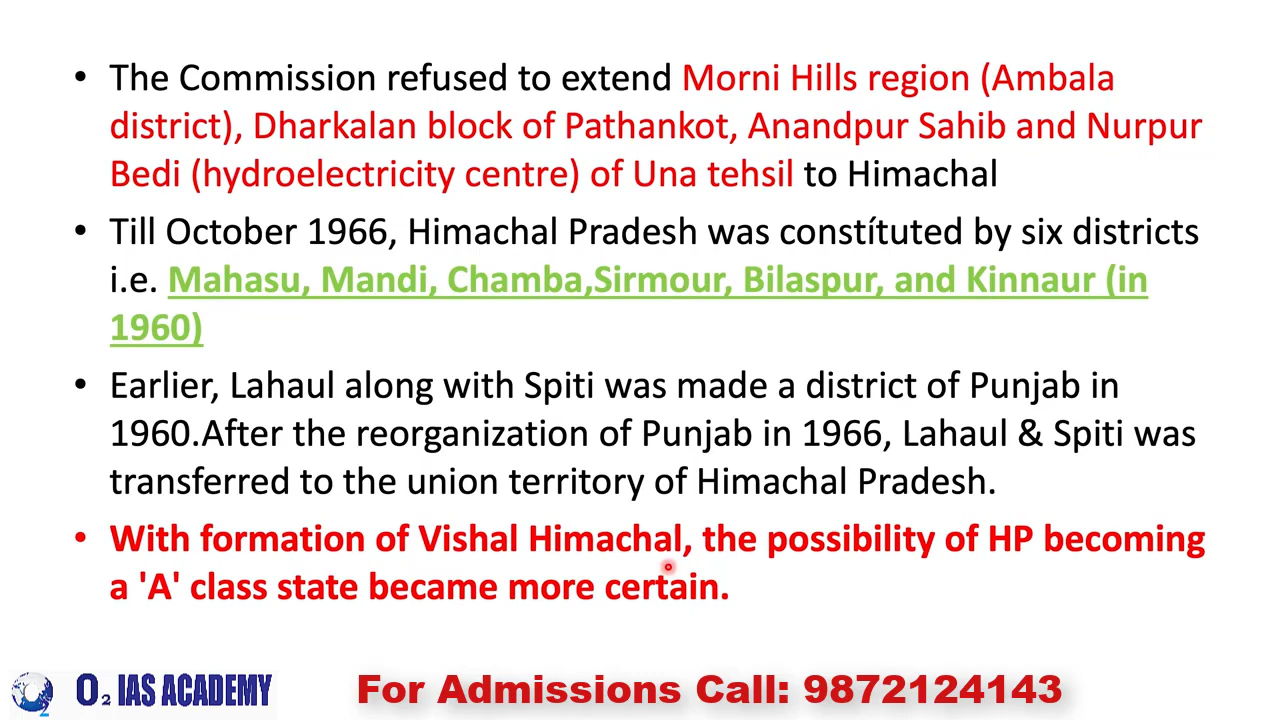 • The Commission refused to extend Morni Hills region (Ambala
district), Dharkalan block of Pathankot, Anandpur Sahib and Nurpur
Bedi (hydroelectricity centre) of Una tehsil to Himachal
• Till October 1966, Himachal Pradesh was constítuted by six districts
i.e. Mahasu, Mandi, Chamba,Sirmour, Bilaspur, and Kinnaur (in
1960)
• Earlier, Lahaul along with Spiti was made a district of Punjab in
1960.After the reorganization of Punjab in 1966, Lahaul & Spiti was
transferred to the union territory of Himachal Pradesh.
• With formation of Vishal Himachal, the possibility of HP becoming
a 'A' class state became more certain.
O₂ IAS ACADEMY
For Admissions Call: 9872124143